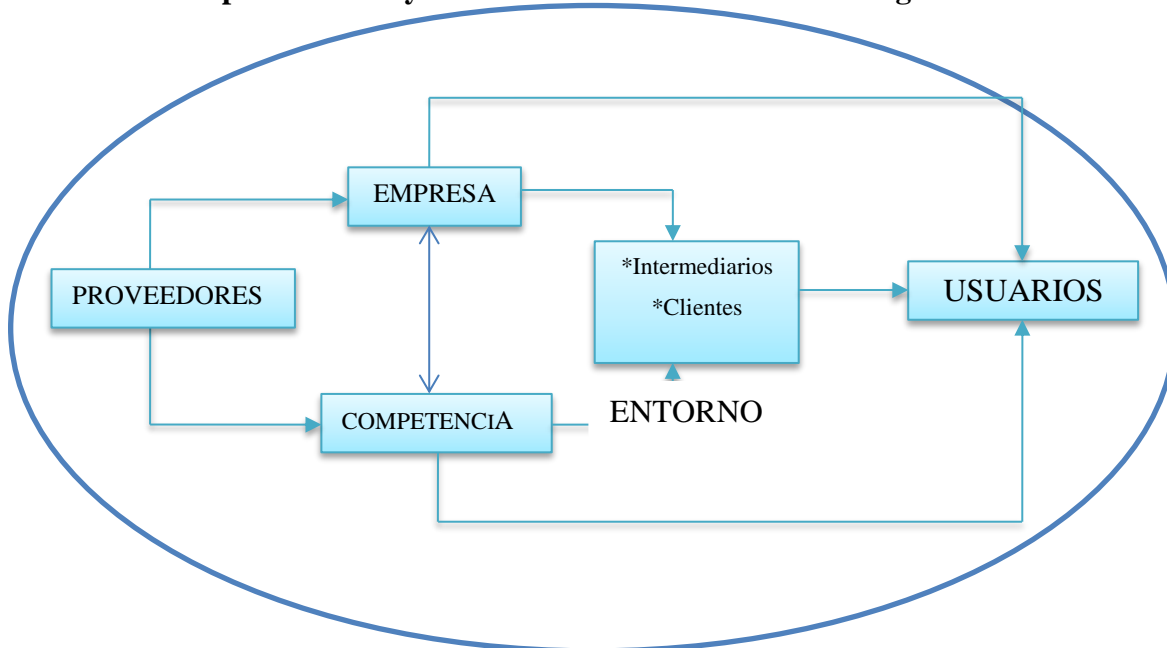 EMPRESA
*Intermediarios
*Clientes
PROVEEDORES
USUARIOS
COMPETENCiA
ENTORNO